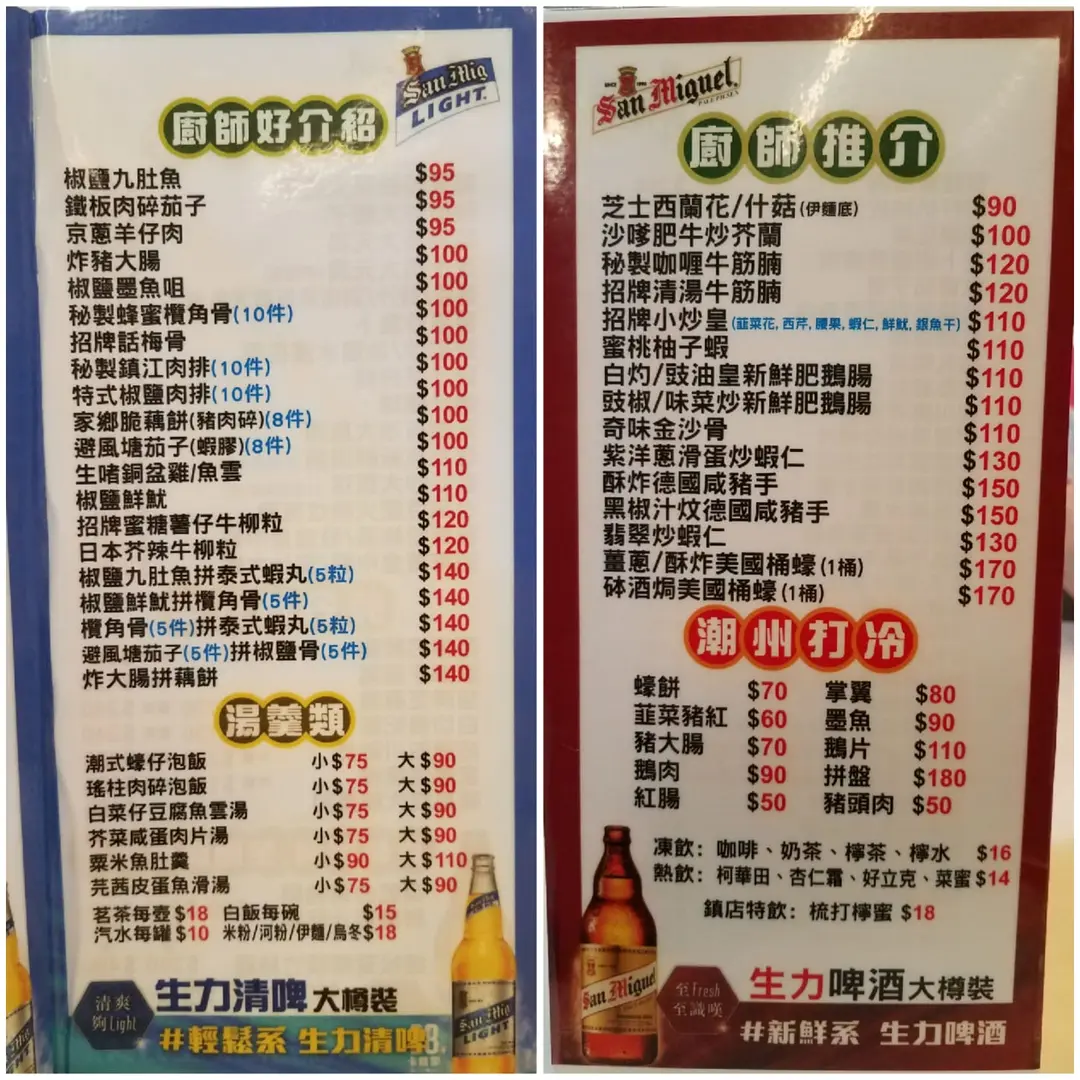 San Mig
LIGHT
廚師好介紹
椒鹽九肚魚 $95
鐵板肉碎茄子 $95
京蔥羊仔肉 $95
炸豬大腸 $100
椒鹽墨魚咀 $100
秘製蜂蜜欖角骨(10件) $100
招牌話梅骨 $100
秘製鎮江肉排(10件) $100
特式椒鹽肉排(10件) $100
家鄉脆藕餅(豬肉碎)(8件) $100
避風塘茄子(蝦膠)(8件) $100
生啫銅盆雞/魚雲 $110
椒鹽鮮魷 $110
招牌蜜糖薯仔牛柳粒 $120
日本芥辣牛柳粒 $120
椒鹽九肚魚拼泰式蝦丸(5粒) $140
椒鹽鮮魷拼欖角骨(5件) $140
欖角骨(5件)拼泰式蝦丸(5粒) $140
避風塘茄子(5件)拼椒鹽骨(5件) $140
炸大腸拼藕餅 $140
湯羹類
潮式蠔仔泡飯 小$75 大$90
瑤柱肉碎泡飯 小$75 大$90
白菜仔豆腐魚雲湯 小$75 大$90
芥菜咸蛋肉片湯 小$75 大$90
粟米魚肚羹 小$90 大$110
芫茜皮蛋魚滑湯 小$75 大$90
茗茶每壺 $18 白飯每碗 $15
汽水每罐 $10 米粉/河粉/伊麵/烏冬 $18
清爽
夠Light
生力清啤 大樽裝
#輕鬆系 生力清啤
San Mig
LIGHT
San Miguel
PALE PILSEN
廚師推介
芝士西蘭花/什菇(伊麵底) $90
沙嗲肥牛炒芥蘭 $100
秘製咖喱牛筋腩 $120
招牌清湯牛筋腩 $120
招牌小炒皇(韮菜花, 西芹, 腰果, 蝦仁, 鮮魷, 銀魚干) $110
蜜桃柚子蝦 $110
白灼/豉油皇新鮮肥鵝腸 $110
豉椒/味菜炒新鮮肥鵝腸 $110
奇味金沙骨 $110
紫洋蔥滑蛋炒蝦仁 $130
酥炸德國咸豬手 $150
黑椒汁炆德國咸豬手 $150
翡翠炒蝦仁 $130
薑蔥/酥炸美國桶蠔(1桶) $170
砵酒焗美國桶蠔(1桶) $170
潮州打冷
蠔餅 $70 掌翼 $80
韮菜豬紅 $60 墨魚 $90
豬大腸 $70 鵝片 $110
鵝肉 $90 拼盤 $180
紅腸 $50 豬頭肉 $50
凍飲：咖啡、奶茶、檸茶、檸水 $16
熱飲：柯華田、杏仁霜、好立克、菜蜜 $14
鎮店特飲：梳打檸蜜 $18
San Miguel
至Fresh
至識嘆
生力啤酒 大樽裝
#新鮮系 生力啤酒